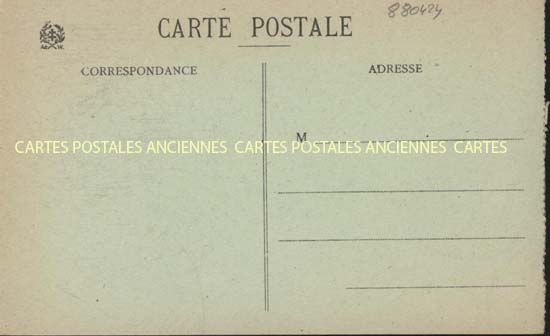 CARTE POSTALE
880424
A. W.
CORRESPONDANCE
ADRESSE
M
CARTES POSTALES ANCIENNES CARTES POSTALES ANCIENNES CARTES